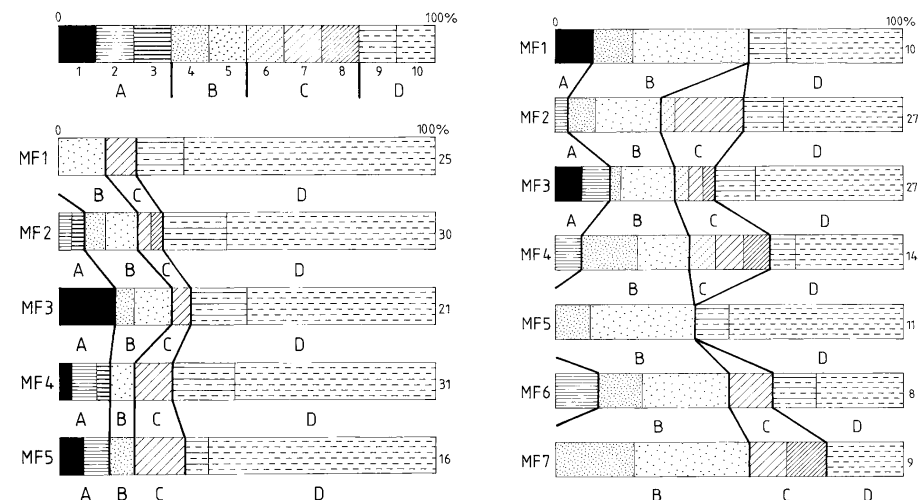 0 100%
1 2 3 4 5 6 7 8 9 10
A B C D
0 100%
MF1 25
B C D
MF2 30
A B C D
MF3 21
A B C D
MF4 31
A B C D
MF5 16
A B C D
0 100%
MF1 10
A B D
MF2 27
A B C D
MF3 27
A B C D
MF4 14
B C D
MF5 11
B D
MF6 8
B C D
MF7 9
B C D